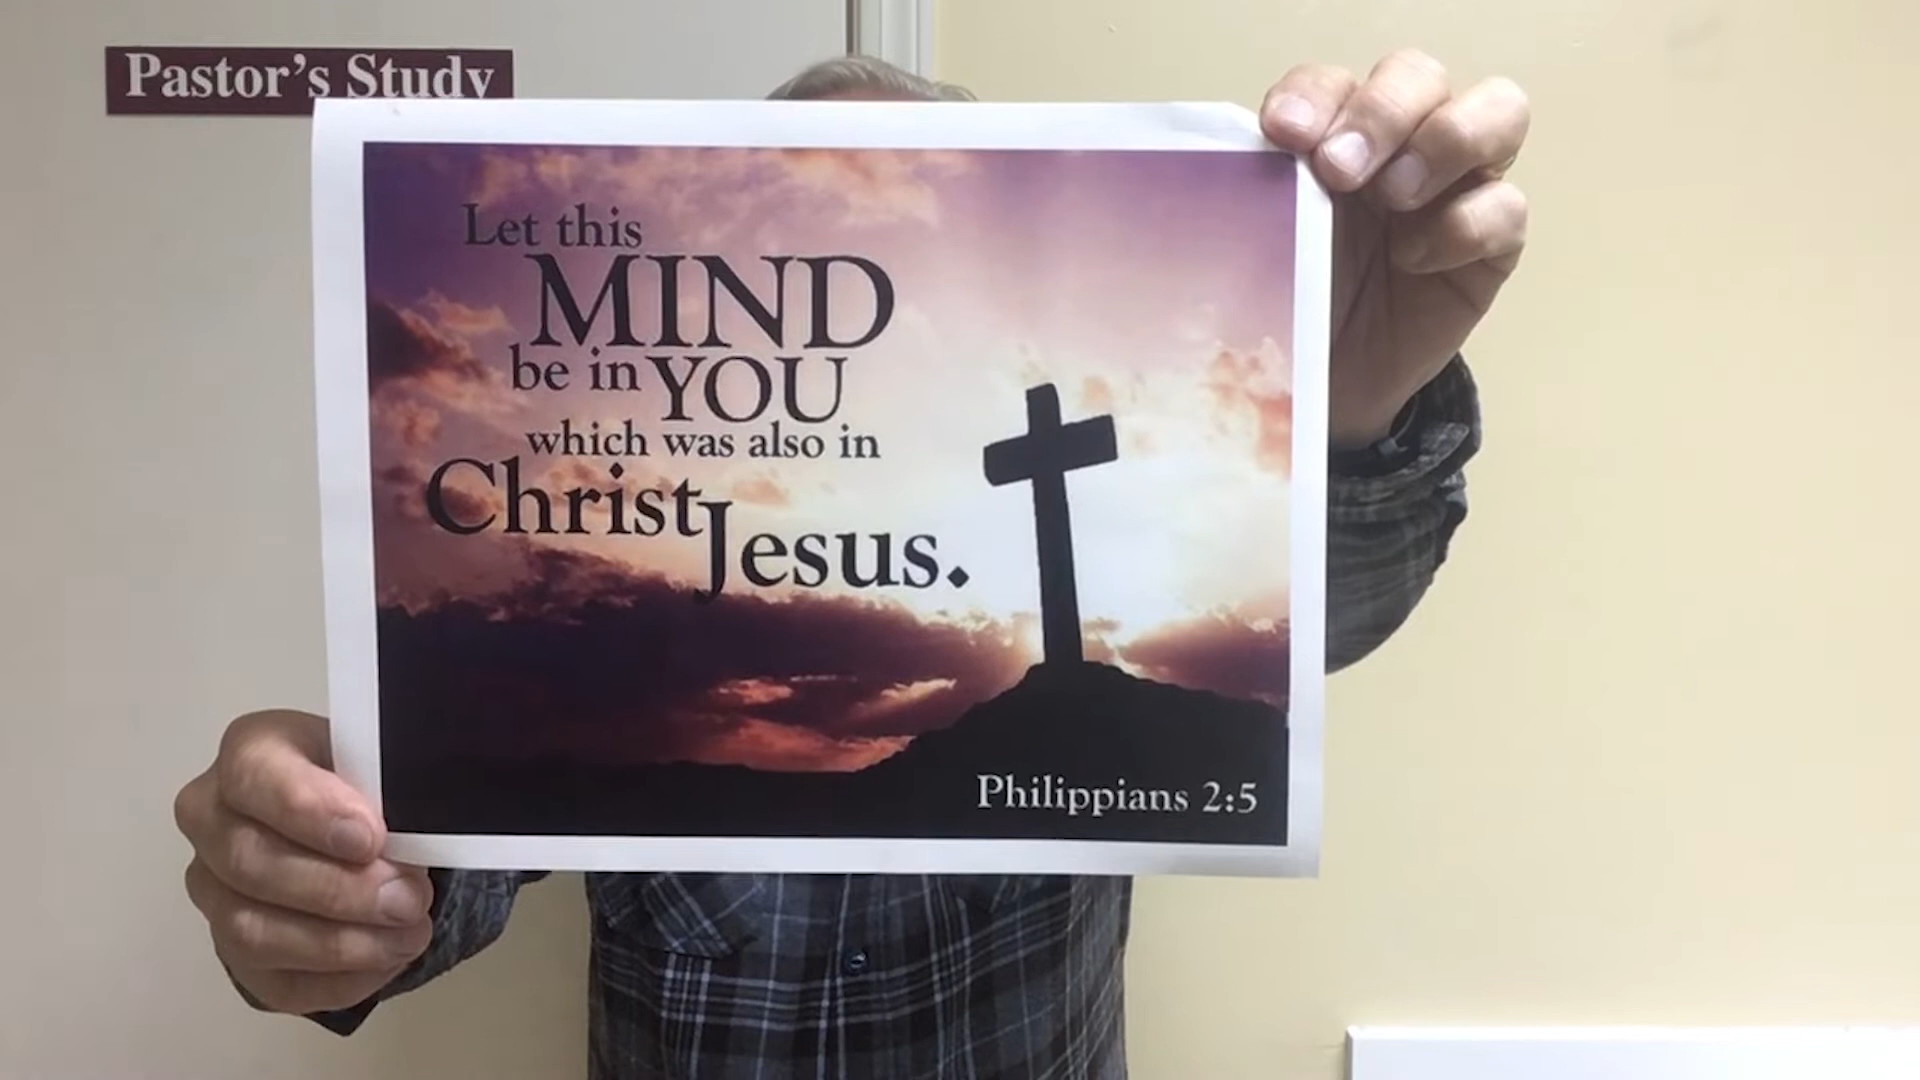 Pastor's Study
Let this
MIND
be in YOU
which was also in
Christ
Jesus.
Philippians 2:5